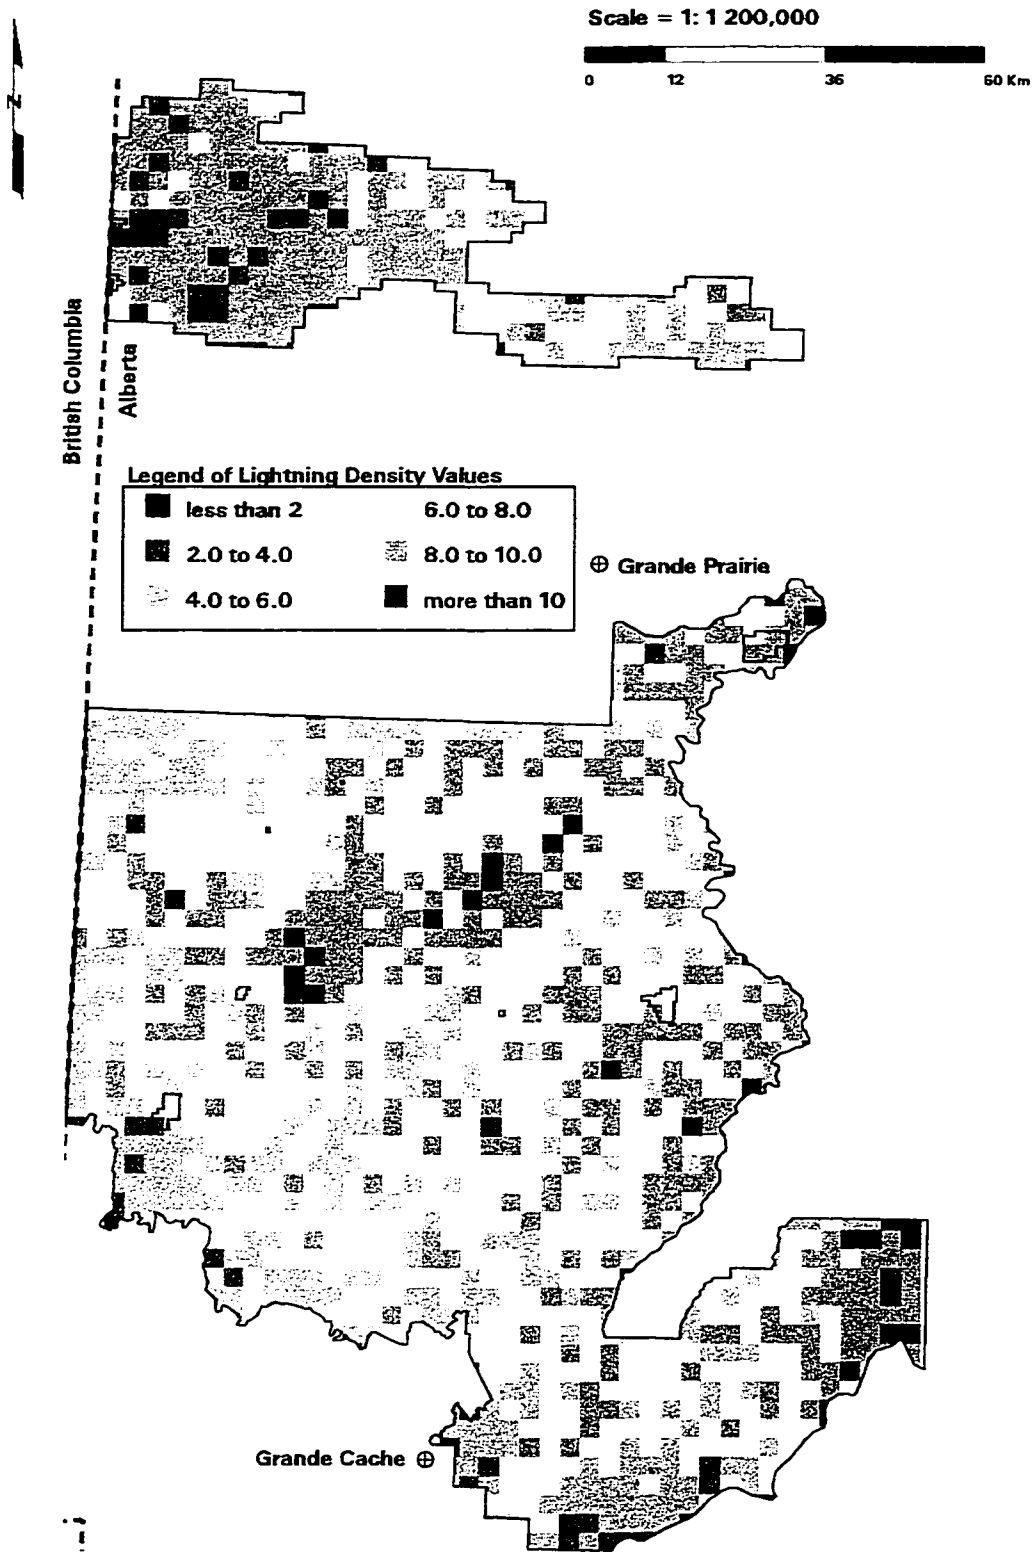 Scale = 1: 1 200,000
0 12 36 60 Km
N
British Columbia
Alberta
Legend of Lightning Density Values
less than 2
6.0 to 8.0
2.0 to 4.0
8.0 to 10.0
4.0 to 6.0
more than 10
Grande Prairie
Grande Cache